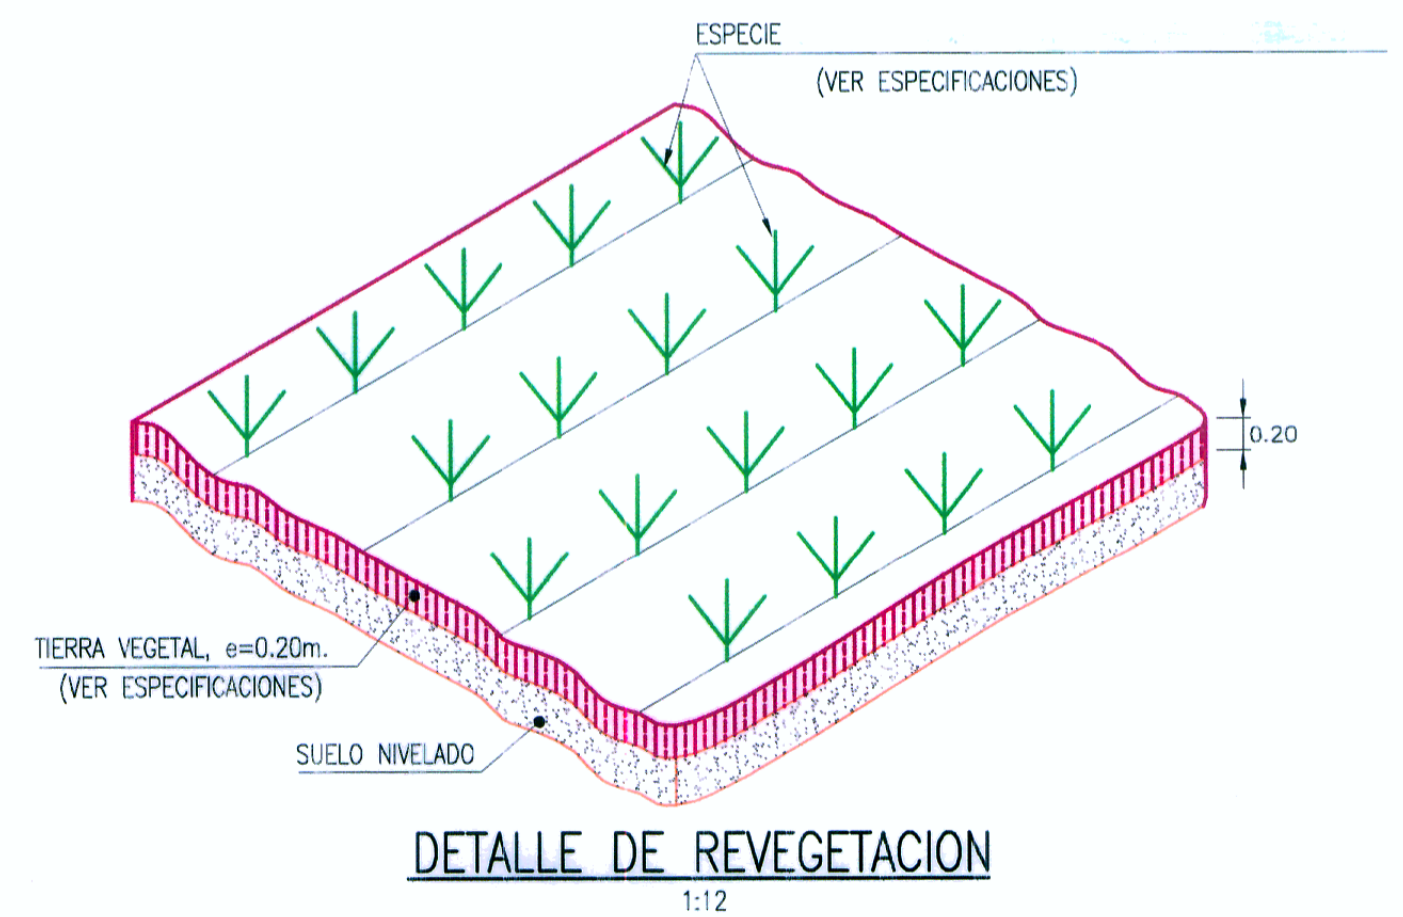 ESPECIE
(VER ESPECIFICACIONES)
0.20
TIERRA VEGETAL, e=0.20m.
(VER ESPECIFICACIONES)
SUELO NIVELADO
DETALLE DE REVEGETACION
1:12